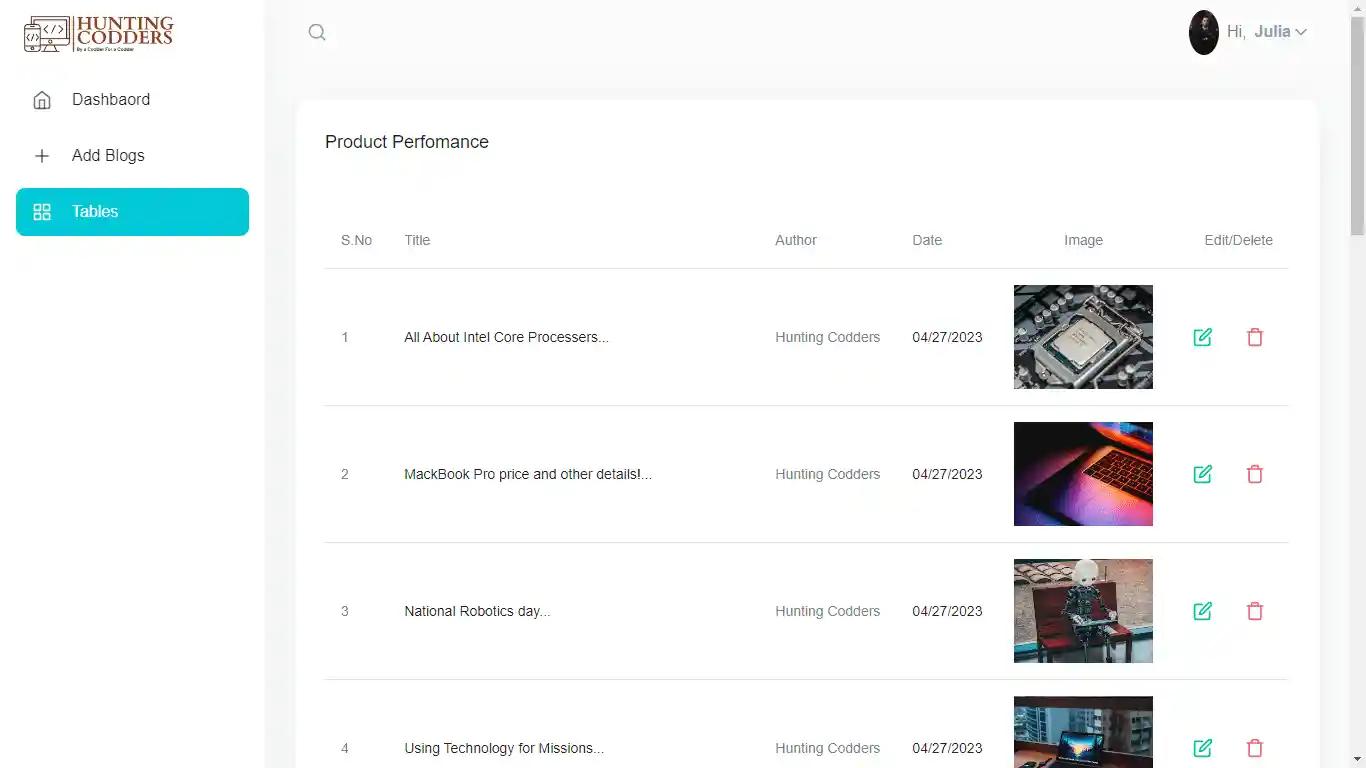 HUNTING
CODDERS
By a Codder For a Codder
Hi, Julia
Dashbaord
Add Blogs
Tables
Product Perfomance
S.No Title Author Date Image Edit/Delete
1 All About Intel Core Processers... Hunting Codders 04/27/2023
2 MackBook Pro price and other details!... Hunting Codders 04/27/2023
3 National Robotics day... Hunting Codders 04/27/2023
4 Using Technology for Missions... Hunting Codders 04/27/2023